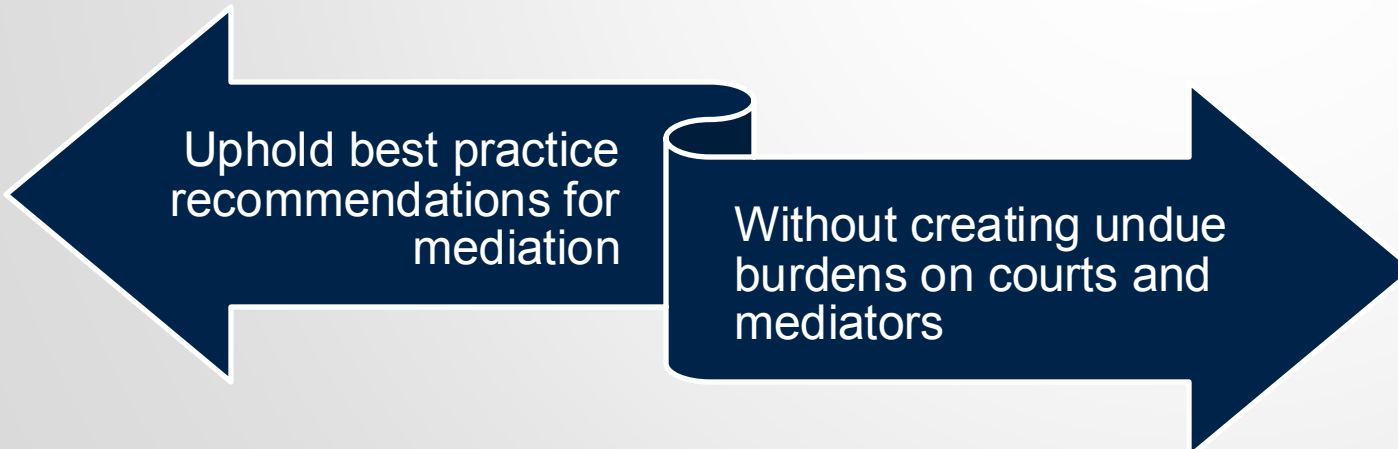 Uphold best practice
recommendations for
mediation
Without creating undue
burdens on courts and
mediators